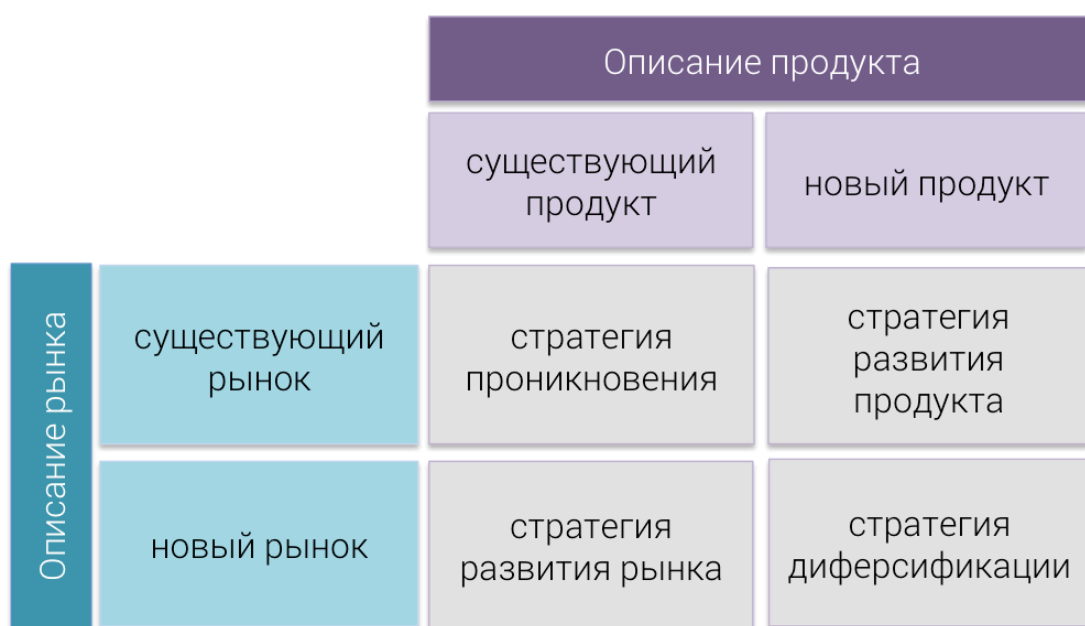 Описание продукта
существующий
продукт
новый продукт
Описание рынка
существующий
рынок
стратегия
проникновения
стратегия
развития
продукта
новый рынок
стратегия
развития рынка
стратегия
диферсификации